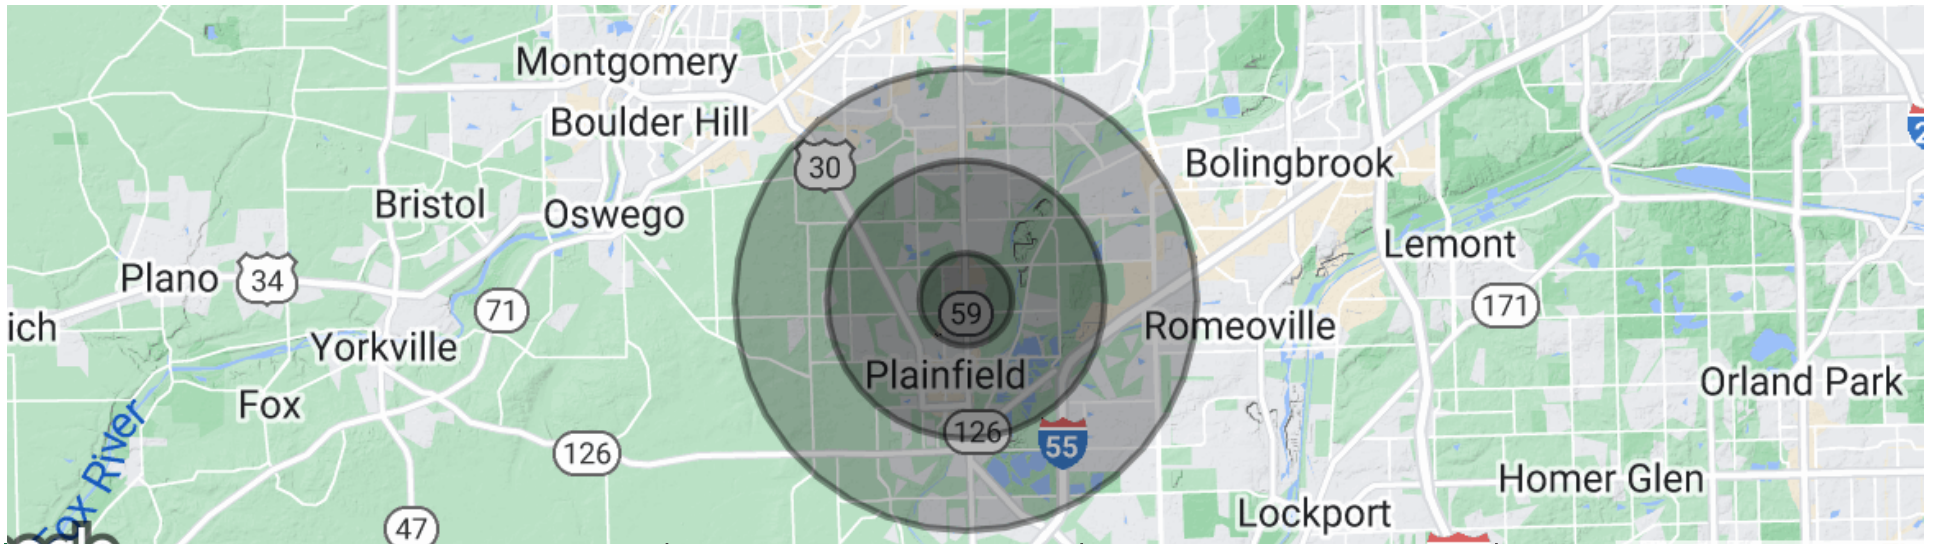 Montgomery
Boulder Hill
30
Bolingbrook
Bristol
Oswego
Lemont
Plano
34
71
59
171
ich
Yorkville
Romeoville
Plainfield
Orland Park
Fox
126
55
126
Homer Glen
Fox River
Lockport
47